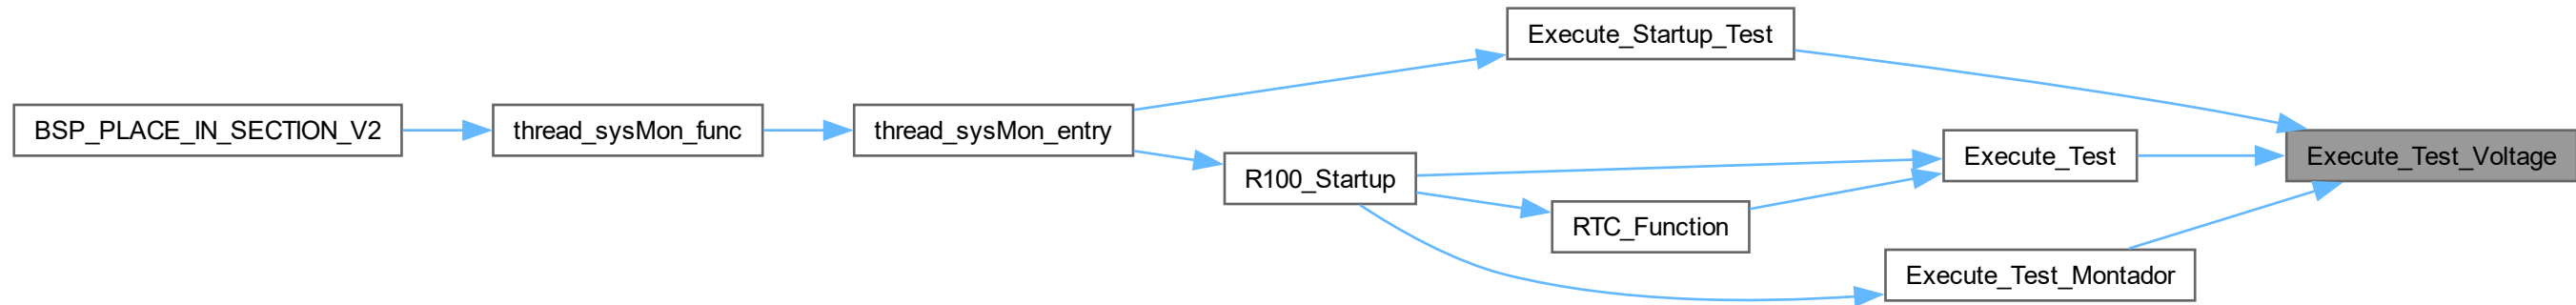 BSP_PLACE_IN_SECTION_V2
thread_sysMon_func
thread_sysMon_entry
Execute_Startup_Test
R100_Startup
RTC_Function
Execute_Test
Execute_Test_Montador
Execute_Test_Voltage